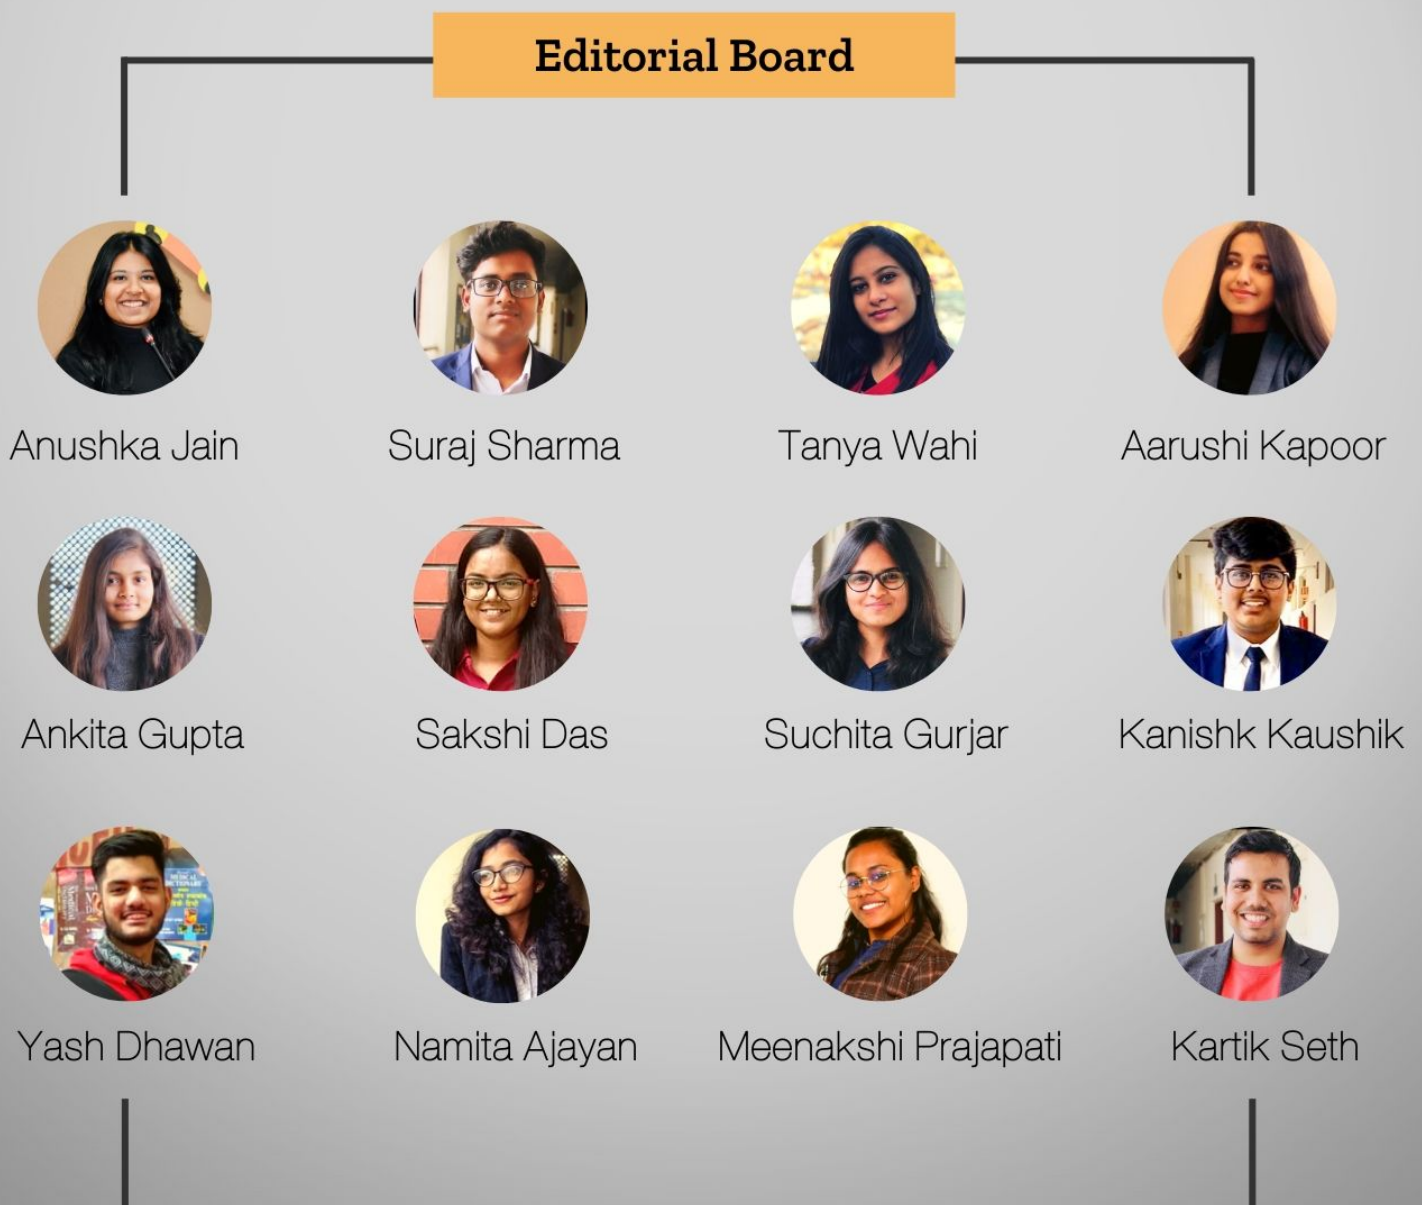 Editorial Board
Anushka Jain
Suraj Sharma
Tanya Wahi
Aarushi Kapoor
Ankita Gupta
Sakshi Das
Suchita Gurjar
Kanishk Kaushik
Yash Dhawan
Namita Ajayan
Meenakshi Prajapati
Kartik Seth